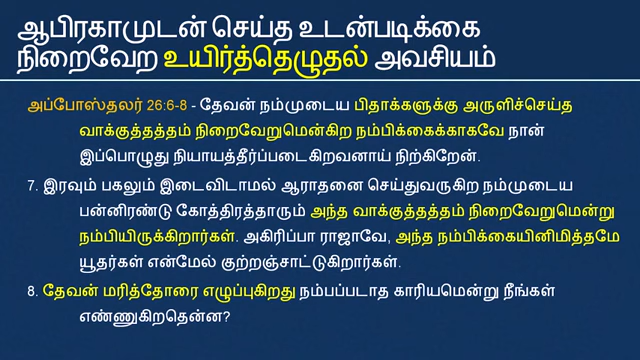 ஆபிரகாமுடன் செய்த உடன்படிக்கை
நிறைவேற உயிர்த்தெழுதல் அவசியம்
அப்போஸ்தலர் 26:6-8 - தேவன் நம்முடைய பிதாக்களுக்கு அருளிச்செய்த
வாக்குத்தத்தம் நிறைவேறுமென்கிற நம்பிக்கைக்காகவே நான்
இப்பொழுது நியாயத்தீர்ப்படைகிறவனாய் நிற்கிறேன்.
7. இரவும் பகலும் இடைவிடாமல் ஆராதனை செய்துவருகிற நம்முடைய
பன்னிரண்டு கோத்திரத்தாரும் அந்த வாக்குத்தத்தம் நிறைவேறுமென்று
நம்பியிருக்கிறார்கள். அகிரிப்பா ராஜாவே, அந்த நம்பிக்கையினிமித்தமே
யூதர்கள் என்மேல் குற்றஞ்சாட்டுகிறார்கள்.
8. தேவன் மரித்தோரை எழுப்புகிறது நம்பப்படாத காரியமென்று நீங்கள்
எண்ணுகிறதென்ன?